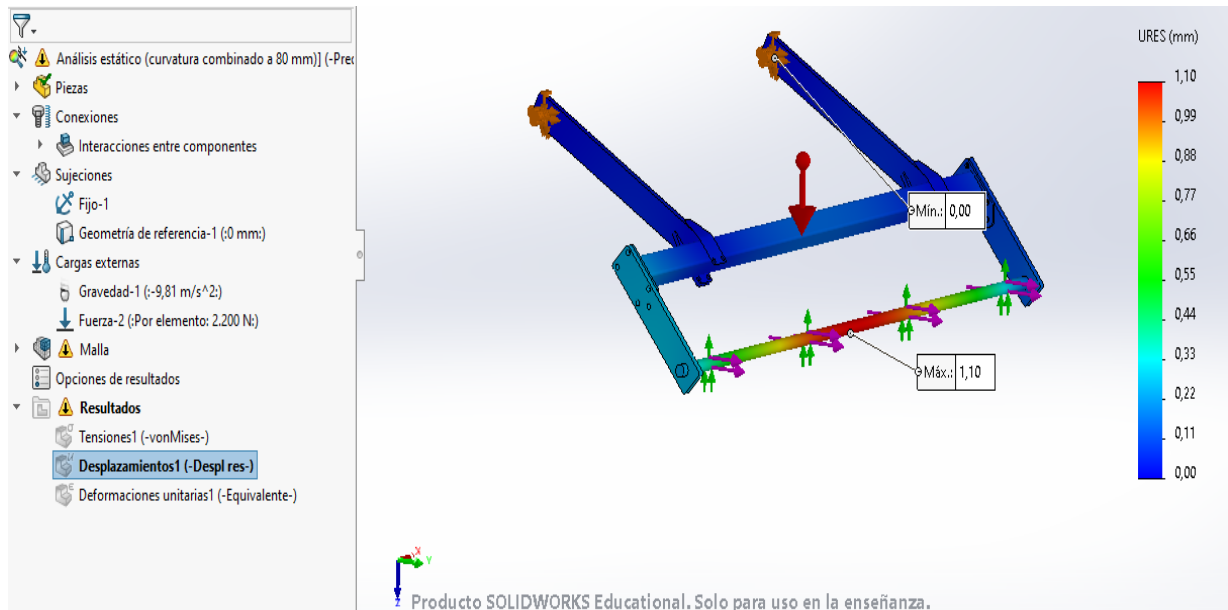 Análisis estático (curvatura combinado a 80 mm)] (-Pred
Piezas
Conexiones
Interacciones entre componentes
Sujeciones
Fijo-1
Geometría de referencia-1 (:0 mm:)
Cargas externas
Gravedad-1 (:-9,81 m/s^2:)
Fuerza-2 (:Por elemento: 2.200 N:)
Malla
Opciones de resultados
Resultados
Tensiones1 (-vonMises-)
Desplazamientos1 (-Despl res-)
Deformaciones unitarias1 (-Equivalente-)
Mín.: 0,00
Máx.: 1,10
URES (mm)
1,10
0,99
0,88
0,77
0,66
0,55
0,44
0,33
0,22
0,11
0,00
X
Y
Z
Producto SOLIDWORKS Educational. Solo para uso en la enseñanza.